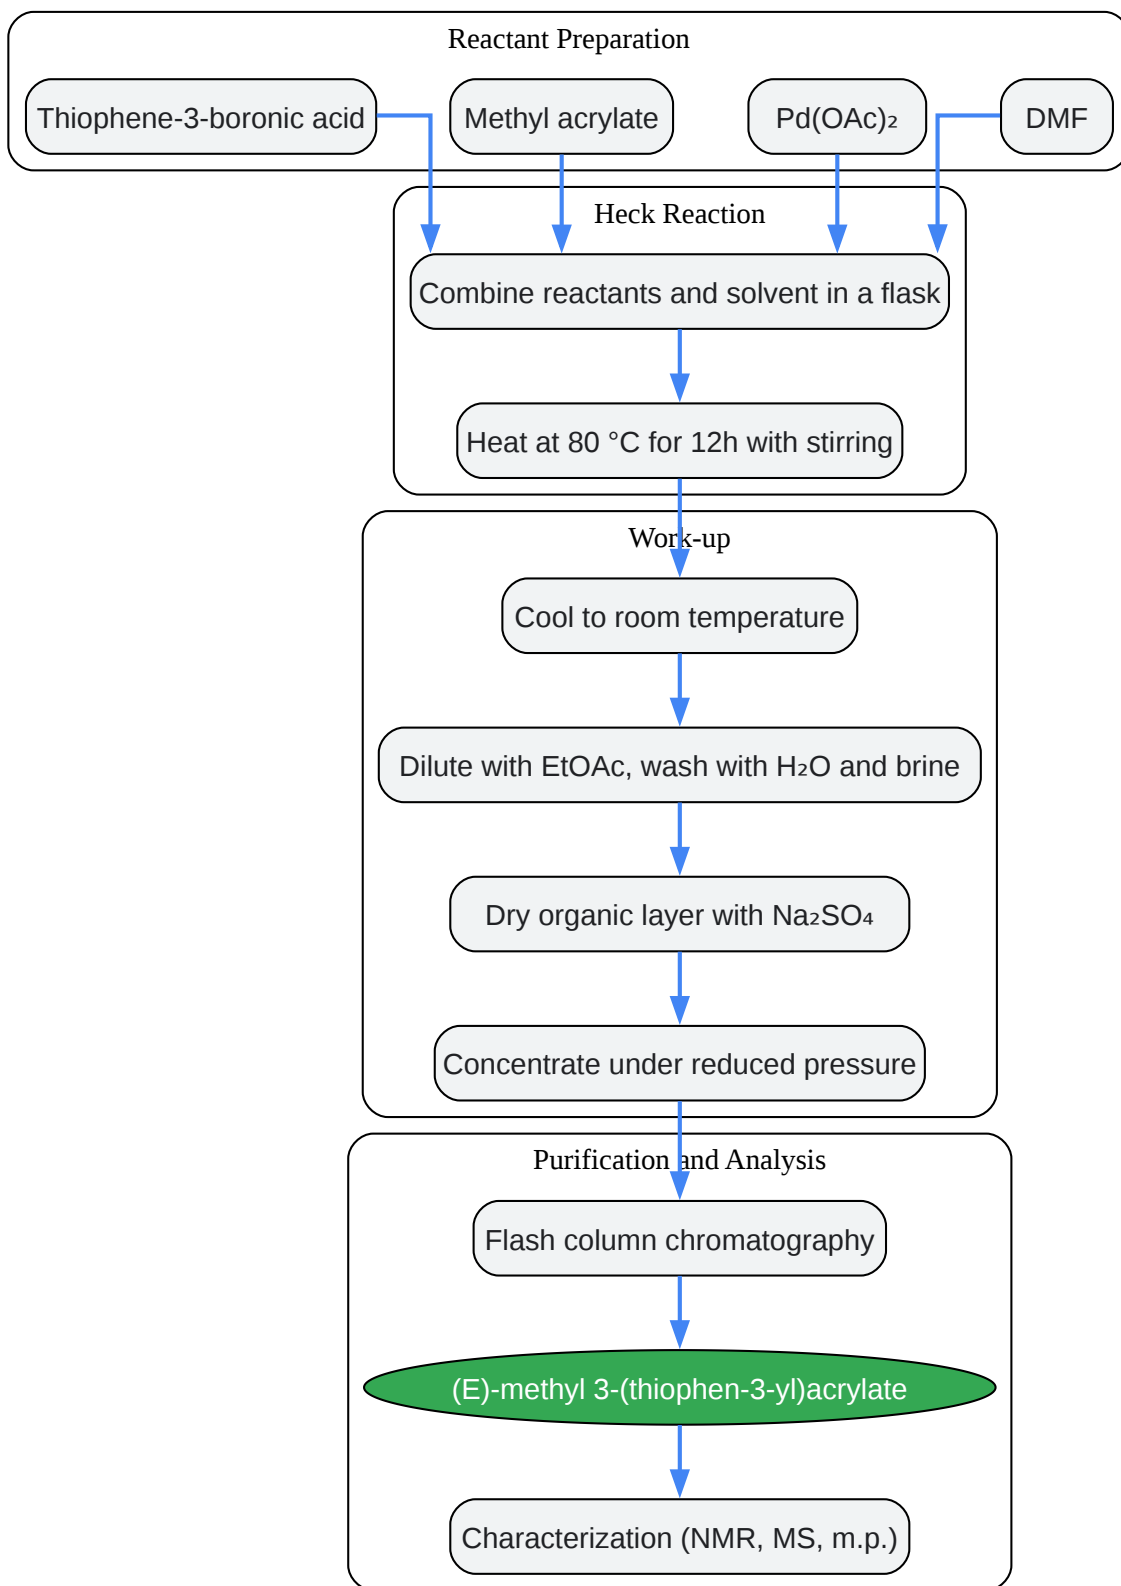 Reactant Preparation
Thiophene-3-boronic acid
Methyl acrylate
Pd(OAc)₂
DMF
Heck Reaction
Combine reactants and solvent in a flask
Heat at 80 °C for 12h with stirring
Work-up
Cool to room temperature
Dilute with EtOAc, wash with H₂O and brine
Dry organic layer with Na₂SO₄
Concentrate under reduced pressure
Purification and Analysis
Flash column chromatography
(E)-methyl 3-(thiophen-3-yl)acrylate
Characterization (NMR, MS, m.p.)